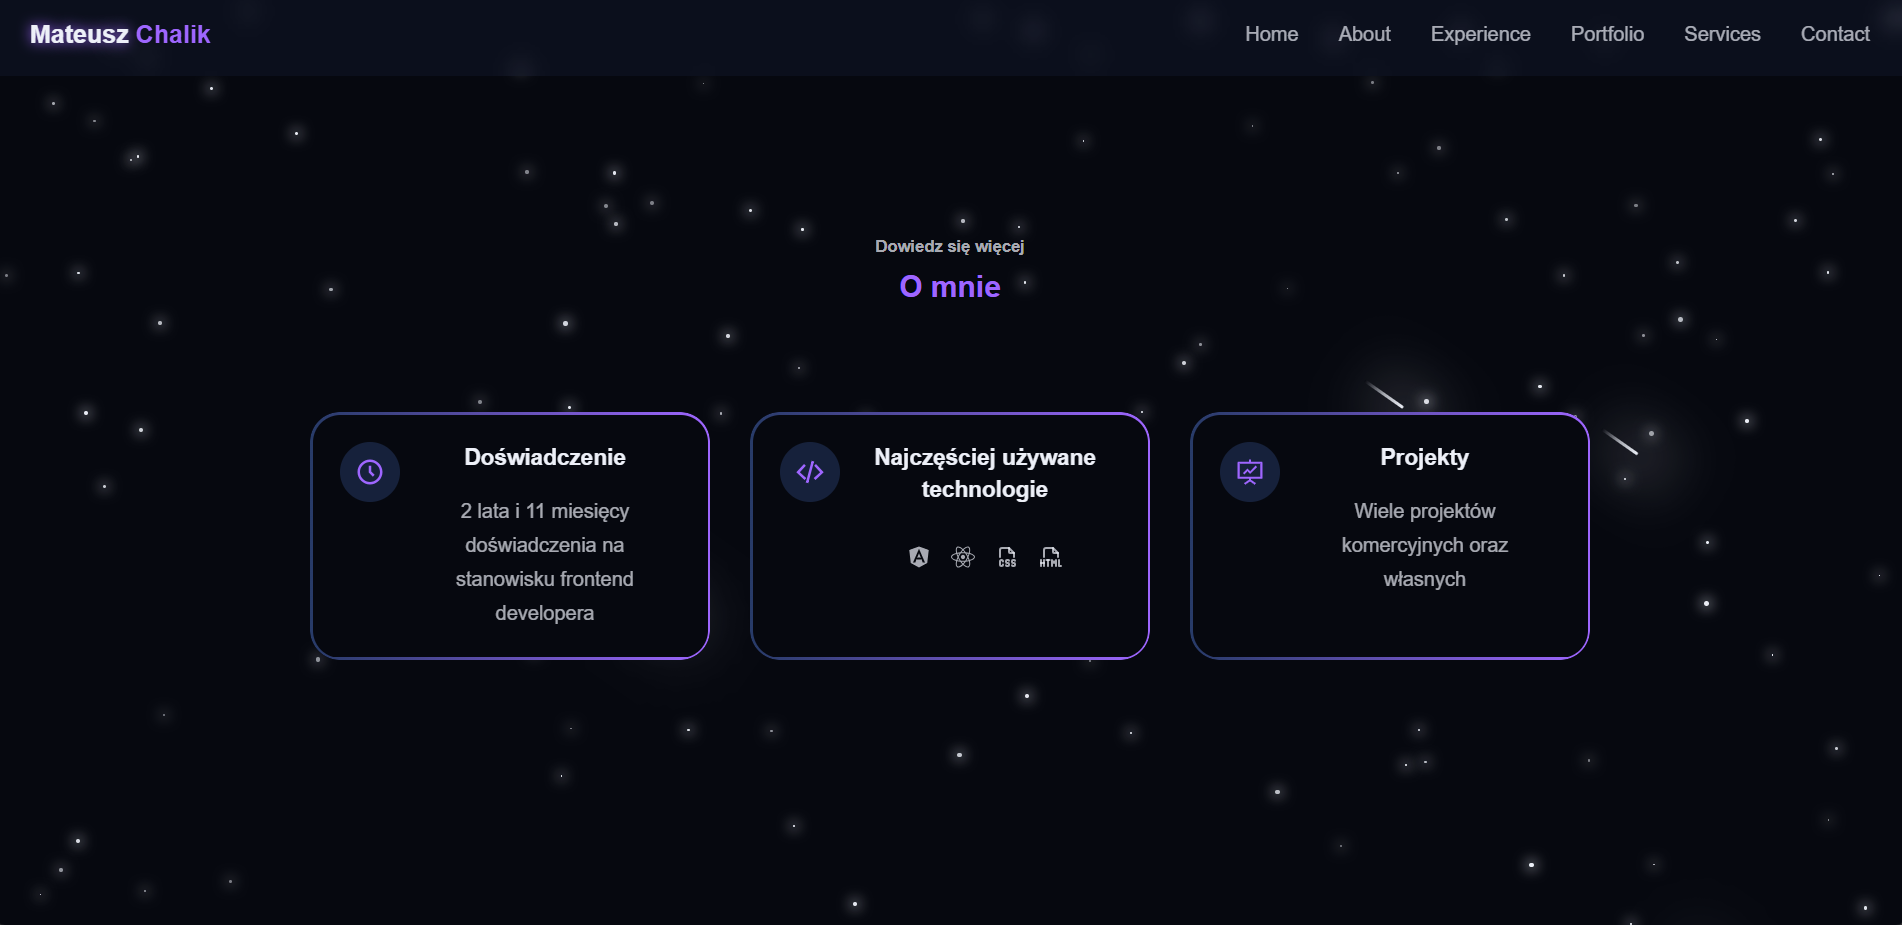 Mateusz Chalik
Home About Experience Portfolio Services Contact
Dowiedz się więcej
O mnie
Doświadczenie
2 lata i 11 miesięcy
doświadczenia na
stanowisku frontend
developera
Najczęściej używane
technologie
CSS
HTML
Projekty
Wiele projektów
komercyjnych oraz
własnych